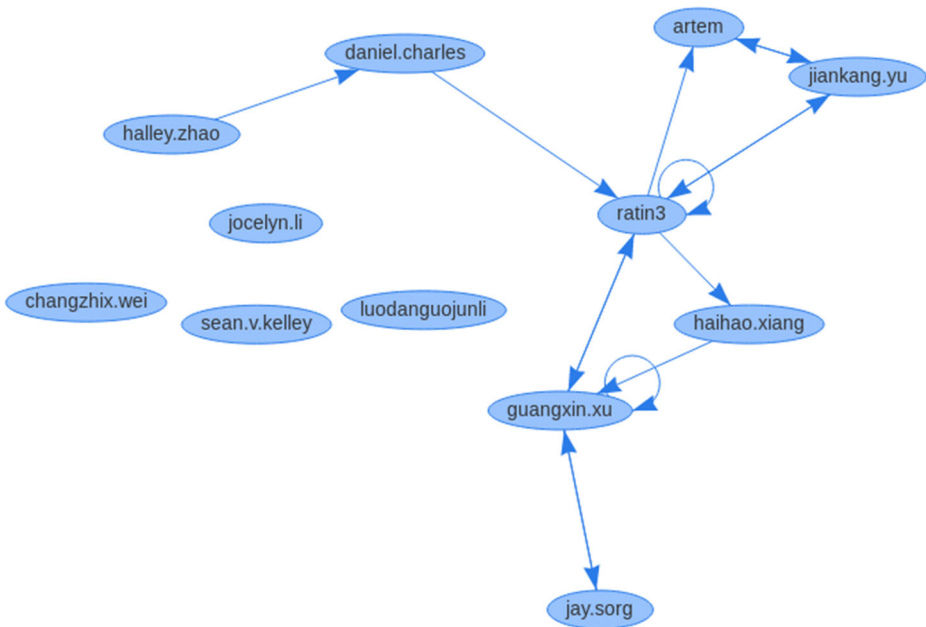 artem
daniel.charles
jiankang.yu
halley.zhao
ratin3
jocelyn.li
changzhix.wei
luodanguojunli
sean.v.kelley
haihao.xiang
guangxin.xu
jay.sorg